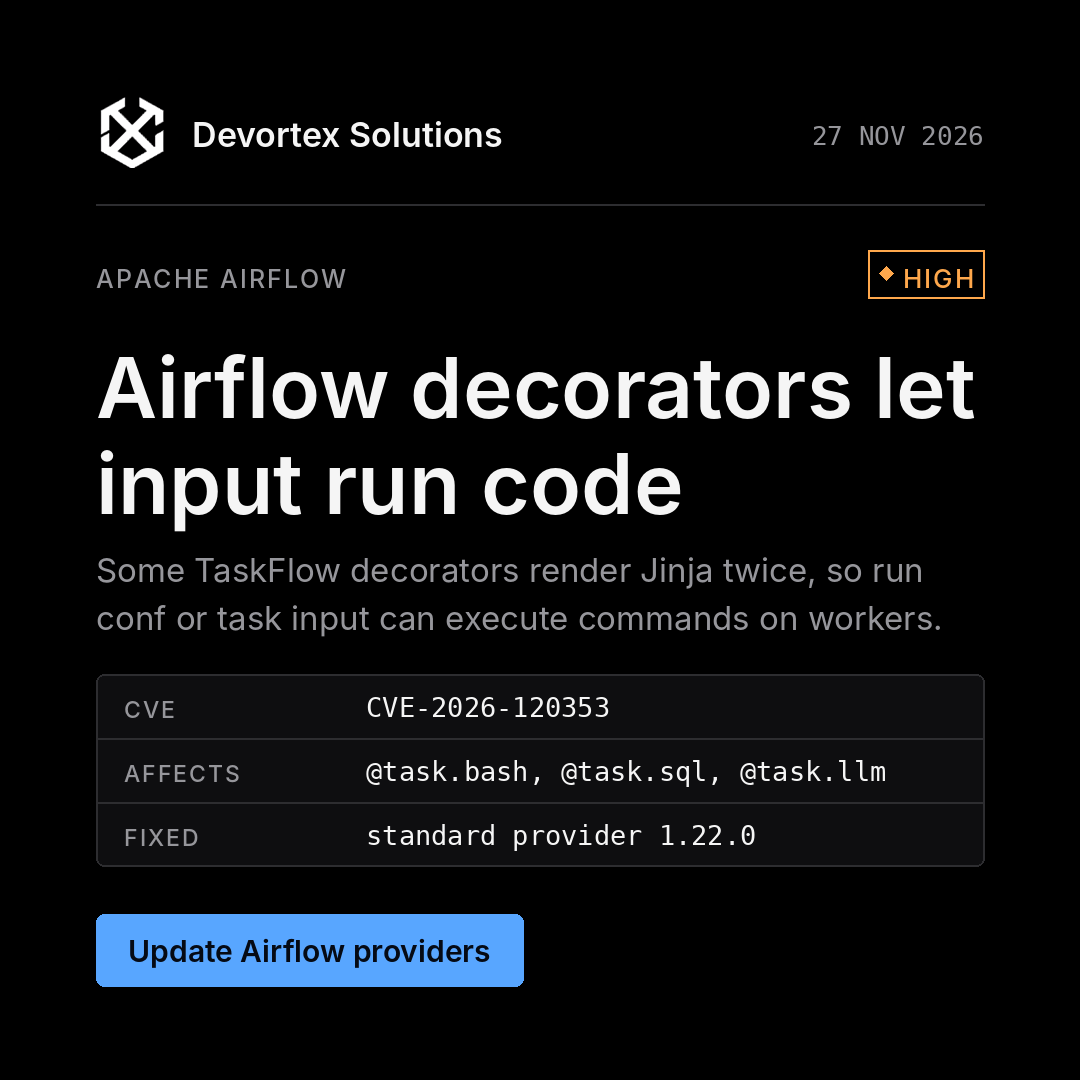 Devortex Solutions
27 NOV 2026
APACHE AIRFLOW
HIGH
Airflow decorators let
input run code
Some TaskFlow decorators render Jinja twice, so run
conf or task input can execute commands on workers.
CVE CVE-2026-120353
AFFECTS @task.bash, @task.sql, @task.llm
FIXED standard provider 1.22.0
Update Airflow providers